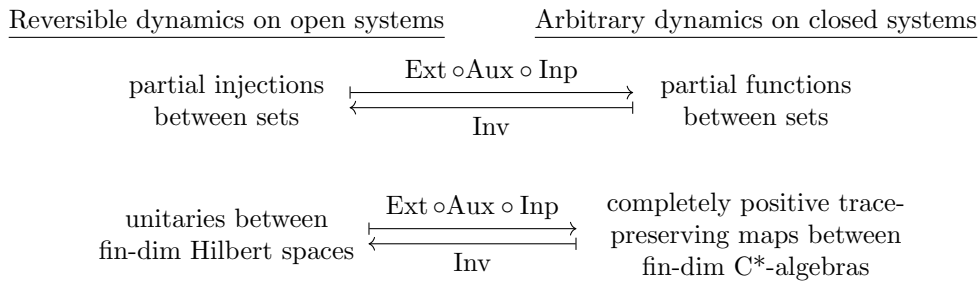 Reversible dynamics on open systems
Arbitrary dynamics on closed systems
partial injections
between sets
Ext ∘Aux ∘ Inp
Inv
partial functions
between sets
unitaries between
fin-dim Hilbert spaces
Ext ∘Aux ∘ Inp
Inv
completely positive trace-
preserving maps between
fin-dim C*-algebras